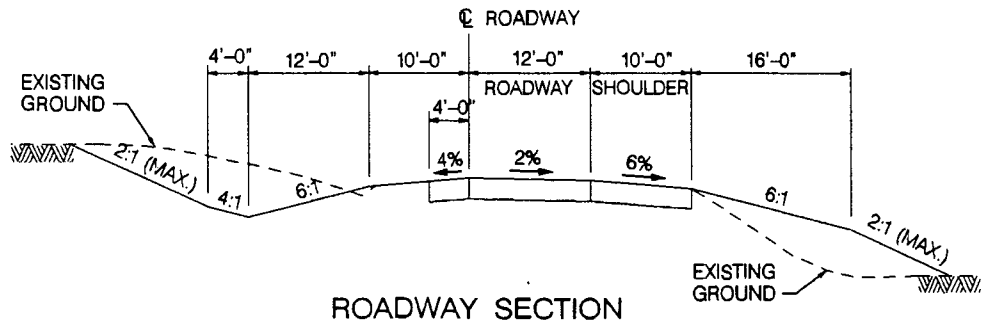 ℄ ROADWAY
4'-0" 12'-0" 10'-0" 12'-0" 10'-0" 16'-0"
ROADWAY SHOULDER
EXISTING
GROUND
4'-0"
4% 2% 6%
2:1 (MAX.)
4:1
6:1
6:1
2:1 (MAX.)
EXISTING
GROUND
ROADWAY SECTION